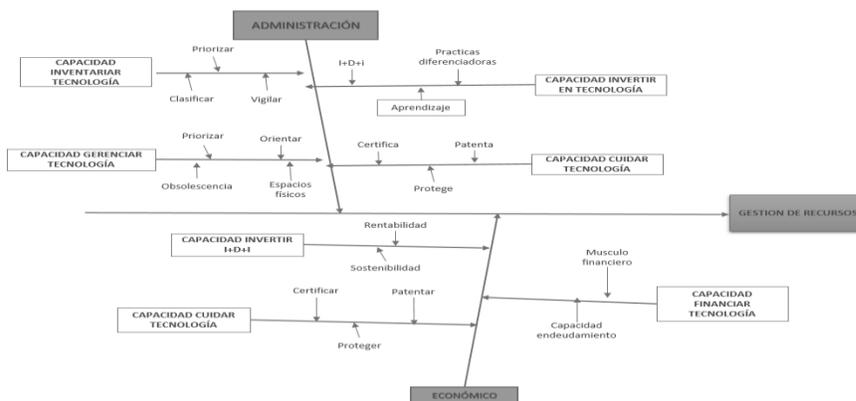 ADMINISTRACIÓN
CAPACIDAD
INVENTARIAR
TECNOLOGÍA
Priorizar
Clasificar
Vigilar
I+D+i
Practicas
diferenciadoras
Aprendizaje
CAPACIDAD INVERTIR
EN TECNOLOGÍA
CAPACIDAD GERENCIAR
TECNOLOGÍA
Priorizar
Orientar
Obsolescencia
Espacios
físicos
Certifica
Patenta
Protege
CAPACIDAD CUIDAR
TECNOLOGÍA
GESTION DE RECURSOS
CAPACIDAD INVERTIR
I+D+I
Rentabilidad
Sostenibilidad
Musculo
financiero
Capacidad
endeudamiento
CAPACIDAD
FINANCIAR
TECNOLOGÍA
CAPACIDAD CUIDAR
TECNOLOGÍA
Certificar
Patentar
Proteger
ECONÓMICO